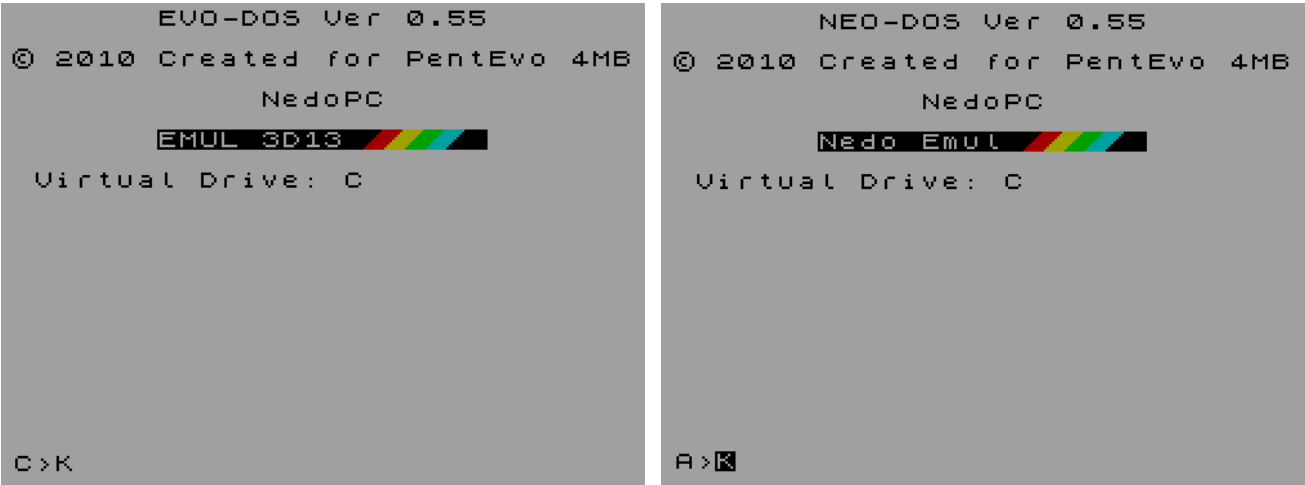 EVO-DOS Ver 0.55
© 2010 Created for PentEvo 4MB
NedoPC
EMUL 3D13
Virtual Drive: C
C>K
NEO-DOS Ver 0.55
© 2010 Created for PentEvo 4MB
NedoPC
Nedo Emul
Virtual Drive: C
A>K